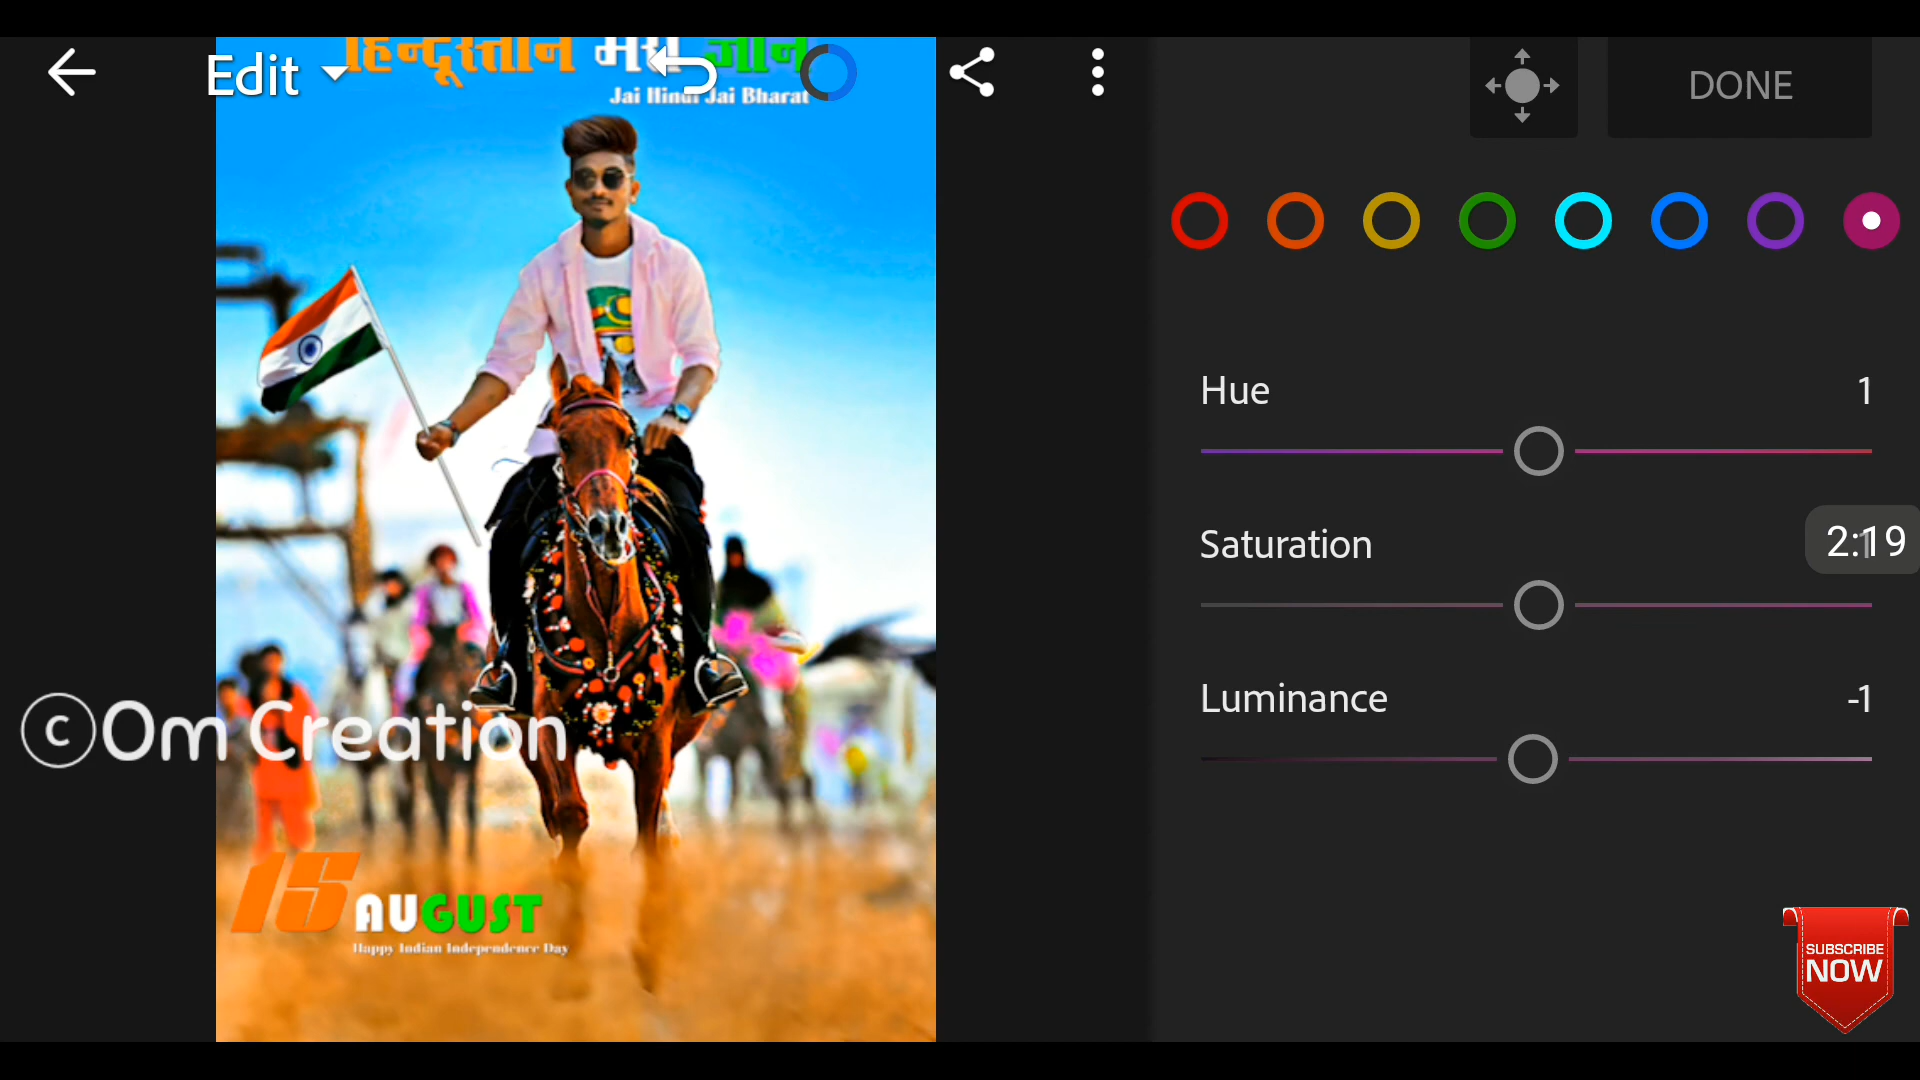 Edit
हिन्दूस्तान मेरी जान
Jai Hind Jai Bharat
DONE
Hue 1
Saturation
2:19
Luminance -1
©Om Creation
15 AUGUST
Happy Indian Independence Day
SUBSCRIBE
NOW